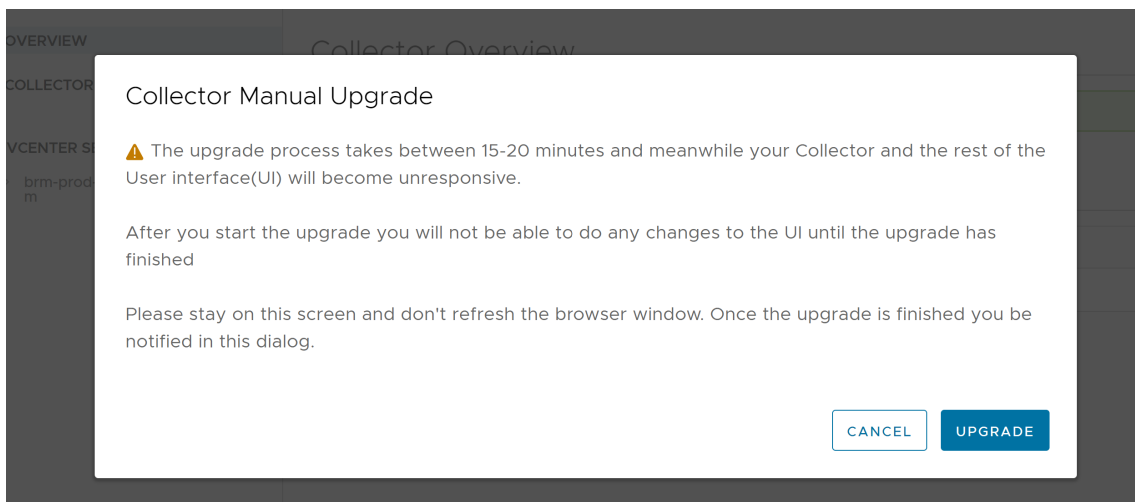 OVERVIEW
Collector Overview
COLLECTOR
Collector Manual Upgrade
VCENTER SE
The upgrade process takes between 15-20 minutes and meanwhile your Collector and the rest of the
User interface(UI) will become unresponsive.
brm-prod
m
After you start the upgrade you will not be able to do any changes to the UI until the upgrade has
finished
Please stay on this screen and don't refresh the browser window. Once the upgrade is finished you be
notified in this dialog.
CANCEL
UPGRADE